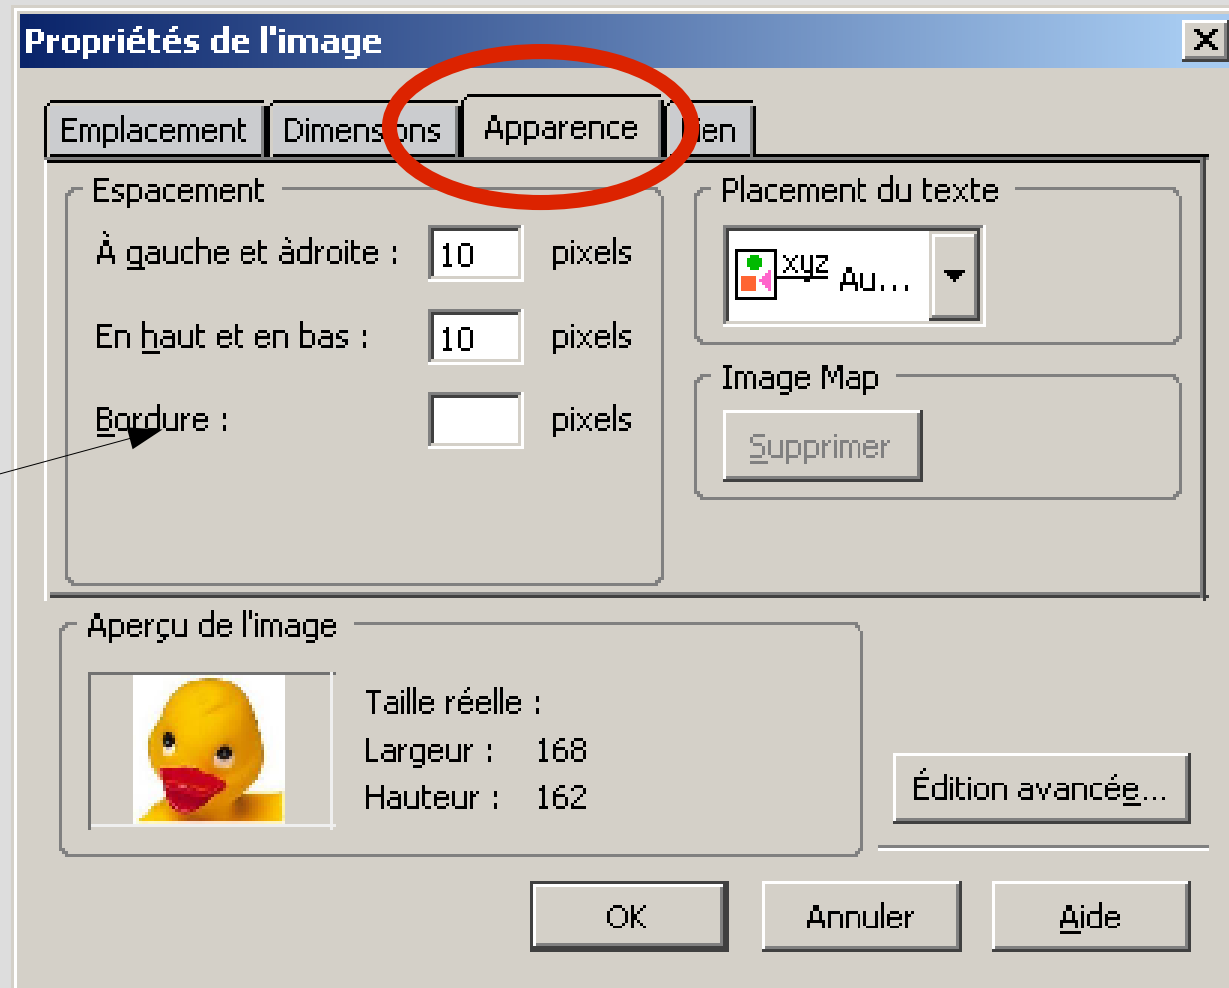 Propriétés de l'image
Emplacement Dimensions Apparence Lien
Espacement
À gauche et àdroite : 10 pixels
En haut et en bas : 10 pixels
Bordure : pixels
Placement du texte
xyz Au...
Image Map
Supprimer
Aperçu de l'image
Taille réelle :
Largeur : 168
Hauteur : 162
Édition avancée...
OK Annuler Aide